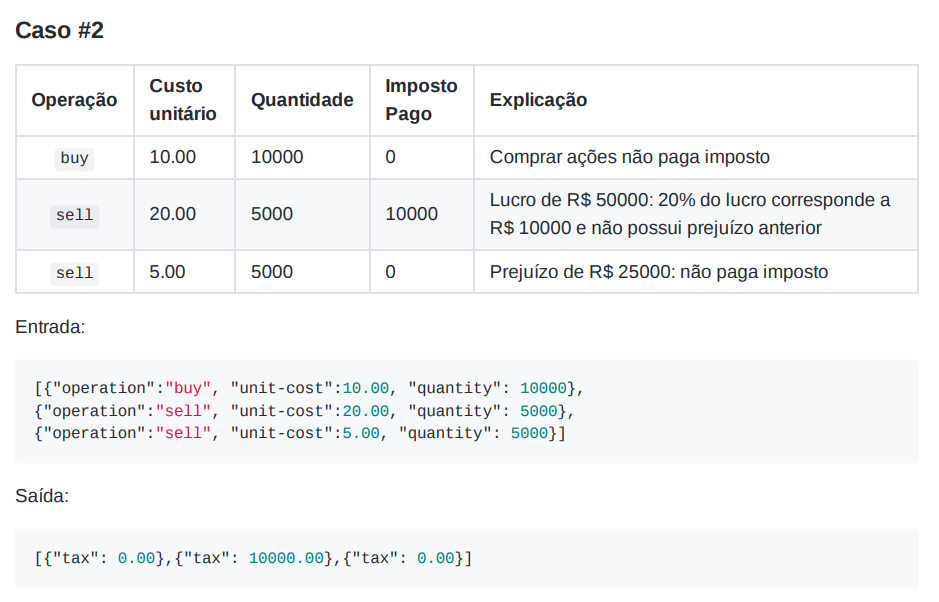 Caso #2
Operação Custo unitário Quantidade Imposto Pago Explicação
buy 10.00 10000 0 Comprar ações não paga imposto
sell 20.00 5000 10000 Lucro de R$ 50000: 20% do lucro corresponde a
R$ 10000 e não possui prejuízo anterior
sell 5.00 5000 0 Prejuízo de R$ 25000: não paga imposto
Entrada:
[{"operation":"buy", "unit-cost":10.00, "quantity": 10000},
{"operation":"sell", "unit-cost":20.00, "quantity": 5000},
{"operation":"sell", "unit-cost":5.00, "quantity": 5000}]
Saída:
[{"tax": 0.00},{"tax": 10000.00},{"tax": 0.00}]